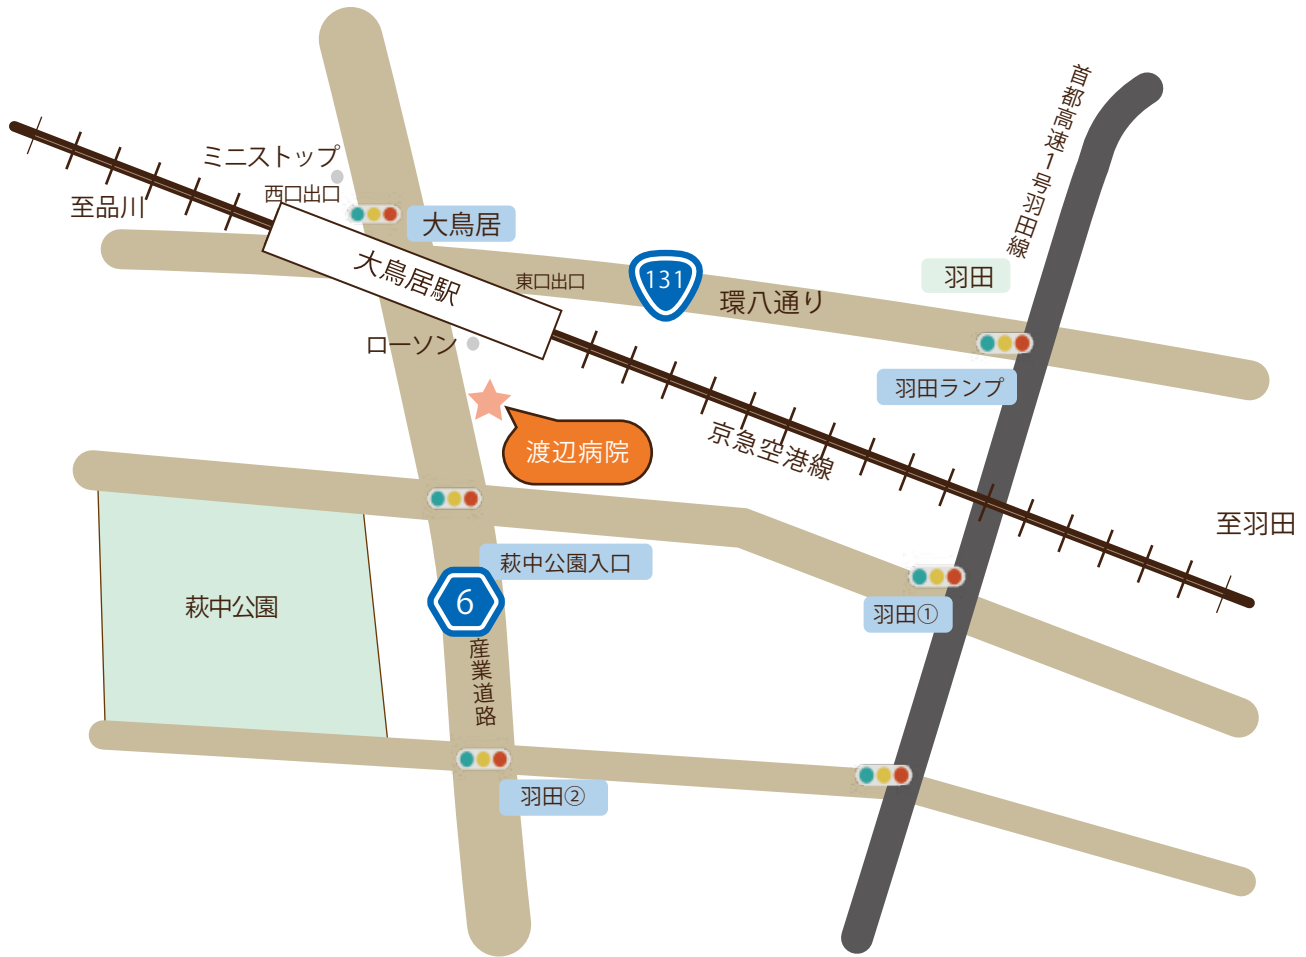 首都高速1号羽田線
ミニストップ
西口出口
至品川
大鳥居
大鳥居駅
東口出口
131
環八通り
羽田
ローソン
羽田ランプ
渡辺病院
京急空港線
至羽田
萩中公園入口
萩中公園
6
羽田①
産業道路
羽田②